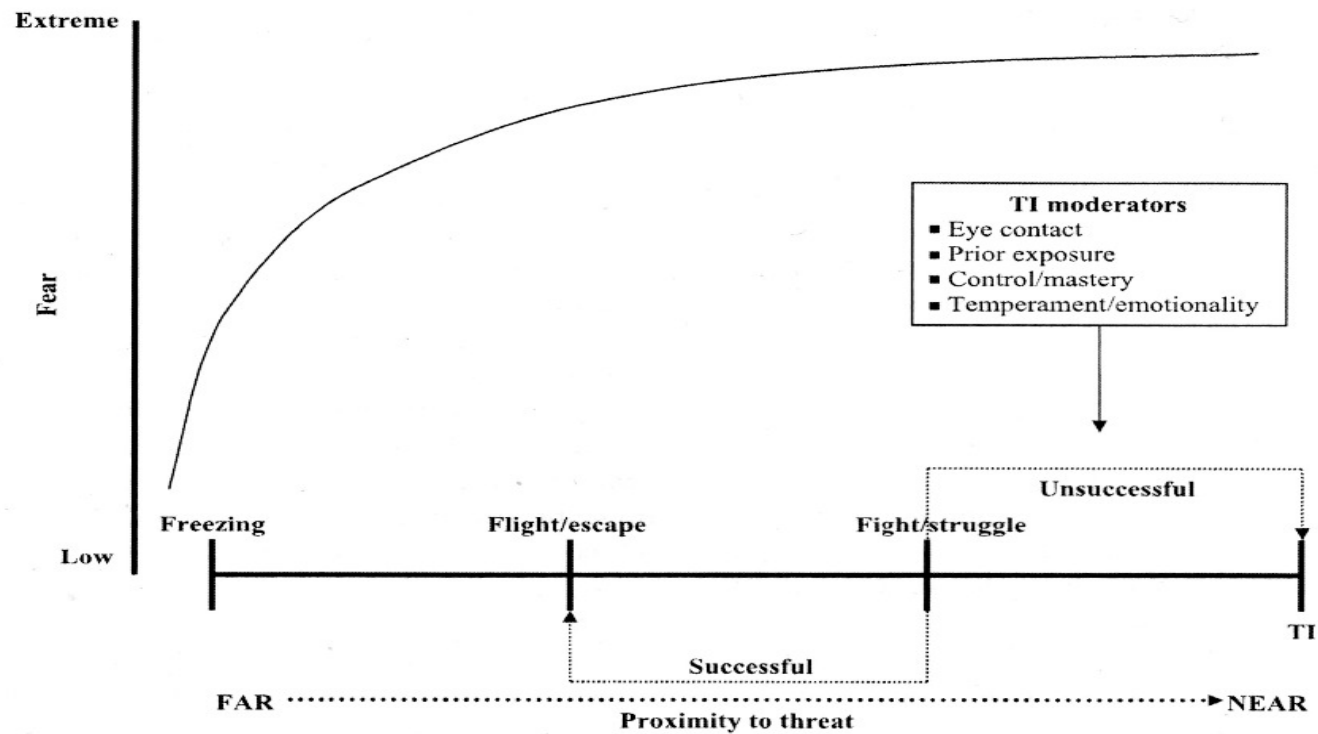 Extreme
TI moderators
▪ Eye contact
▪ Prior exposure
▪ Control/mastery
▪ Temperament/emotionality
Fear
Unsuccessful
Freezing
Flight/escape
Fight/struggle
Low
TI
Successful
FAR
NEAR
Proximity to threat